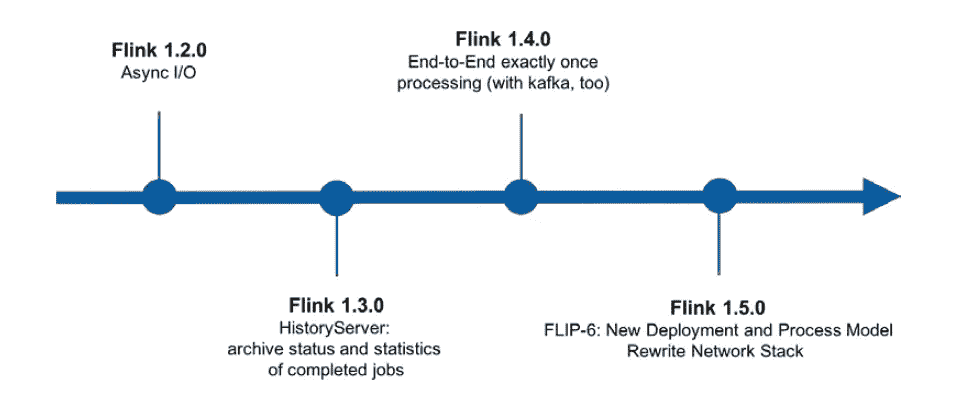 Flink 1.2.0
Async I/O
Flink 1.4.0
End-to-End exactly once
processing (with kafka, too)
Flink 1.3.0
HistoryServer:
archive status and statistics
of completed jobs
Flink 1.5.0
FLIP-6: New Deployment and Process Model
Rewrite Network Stack